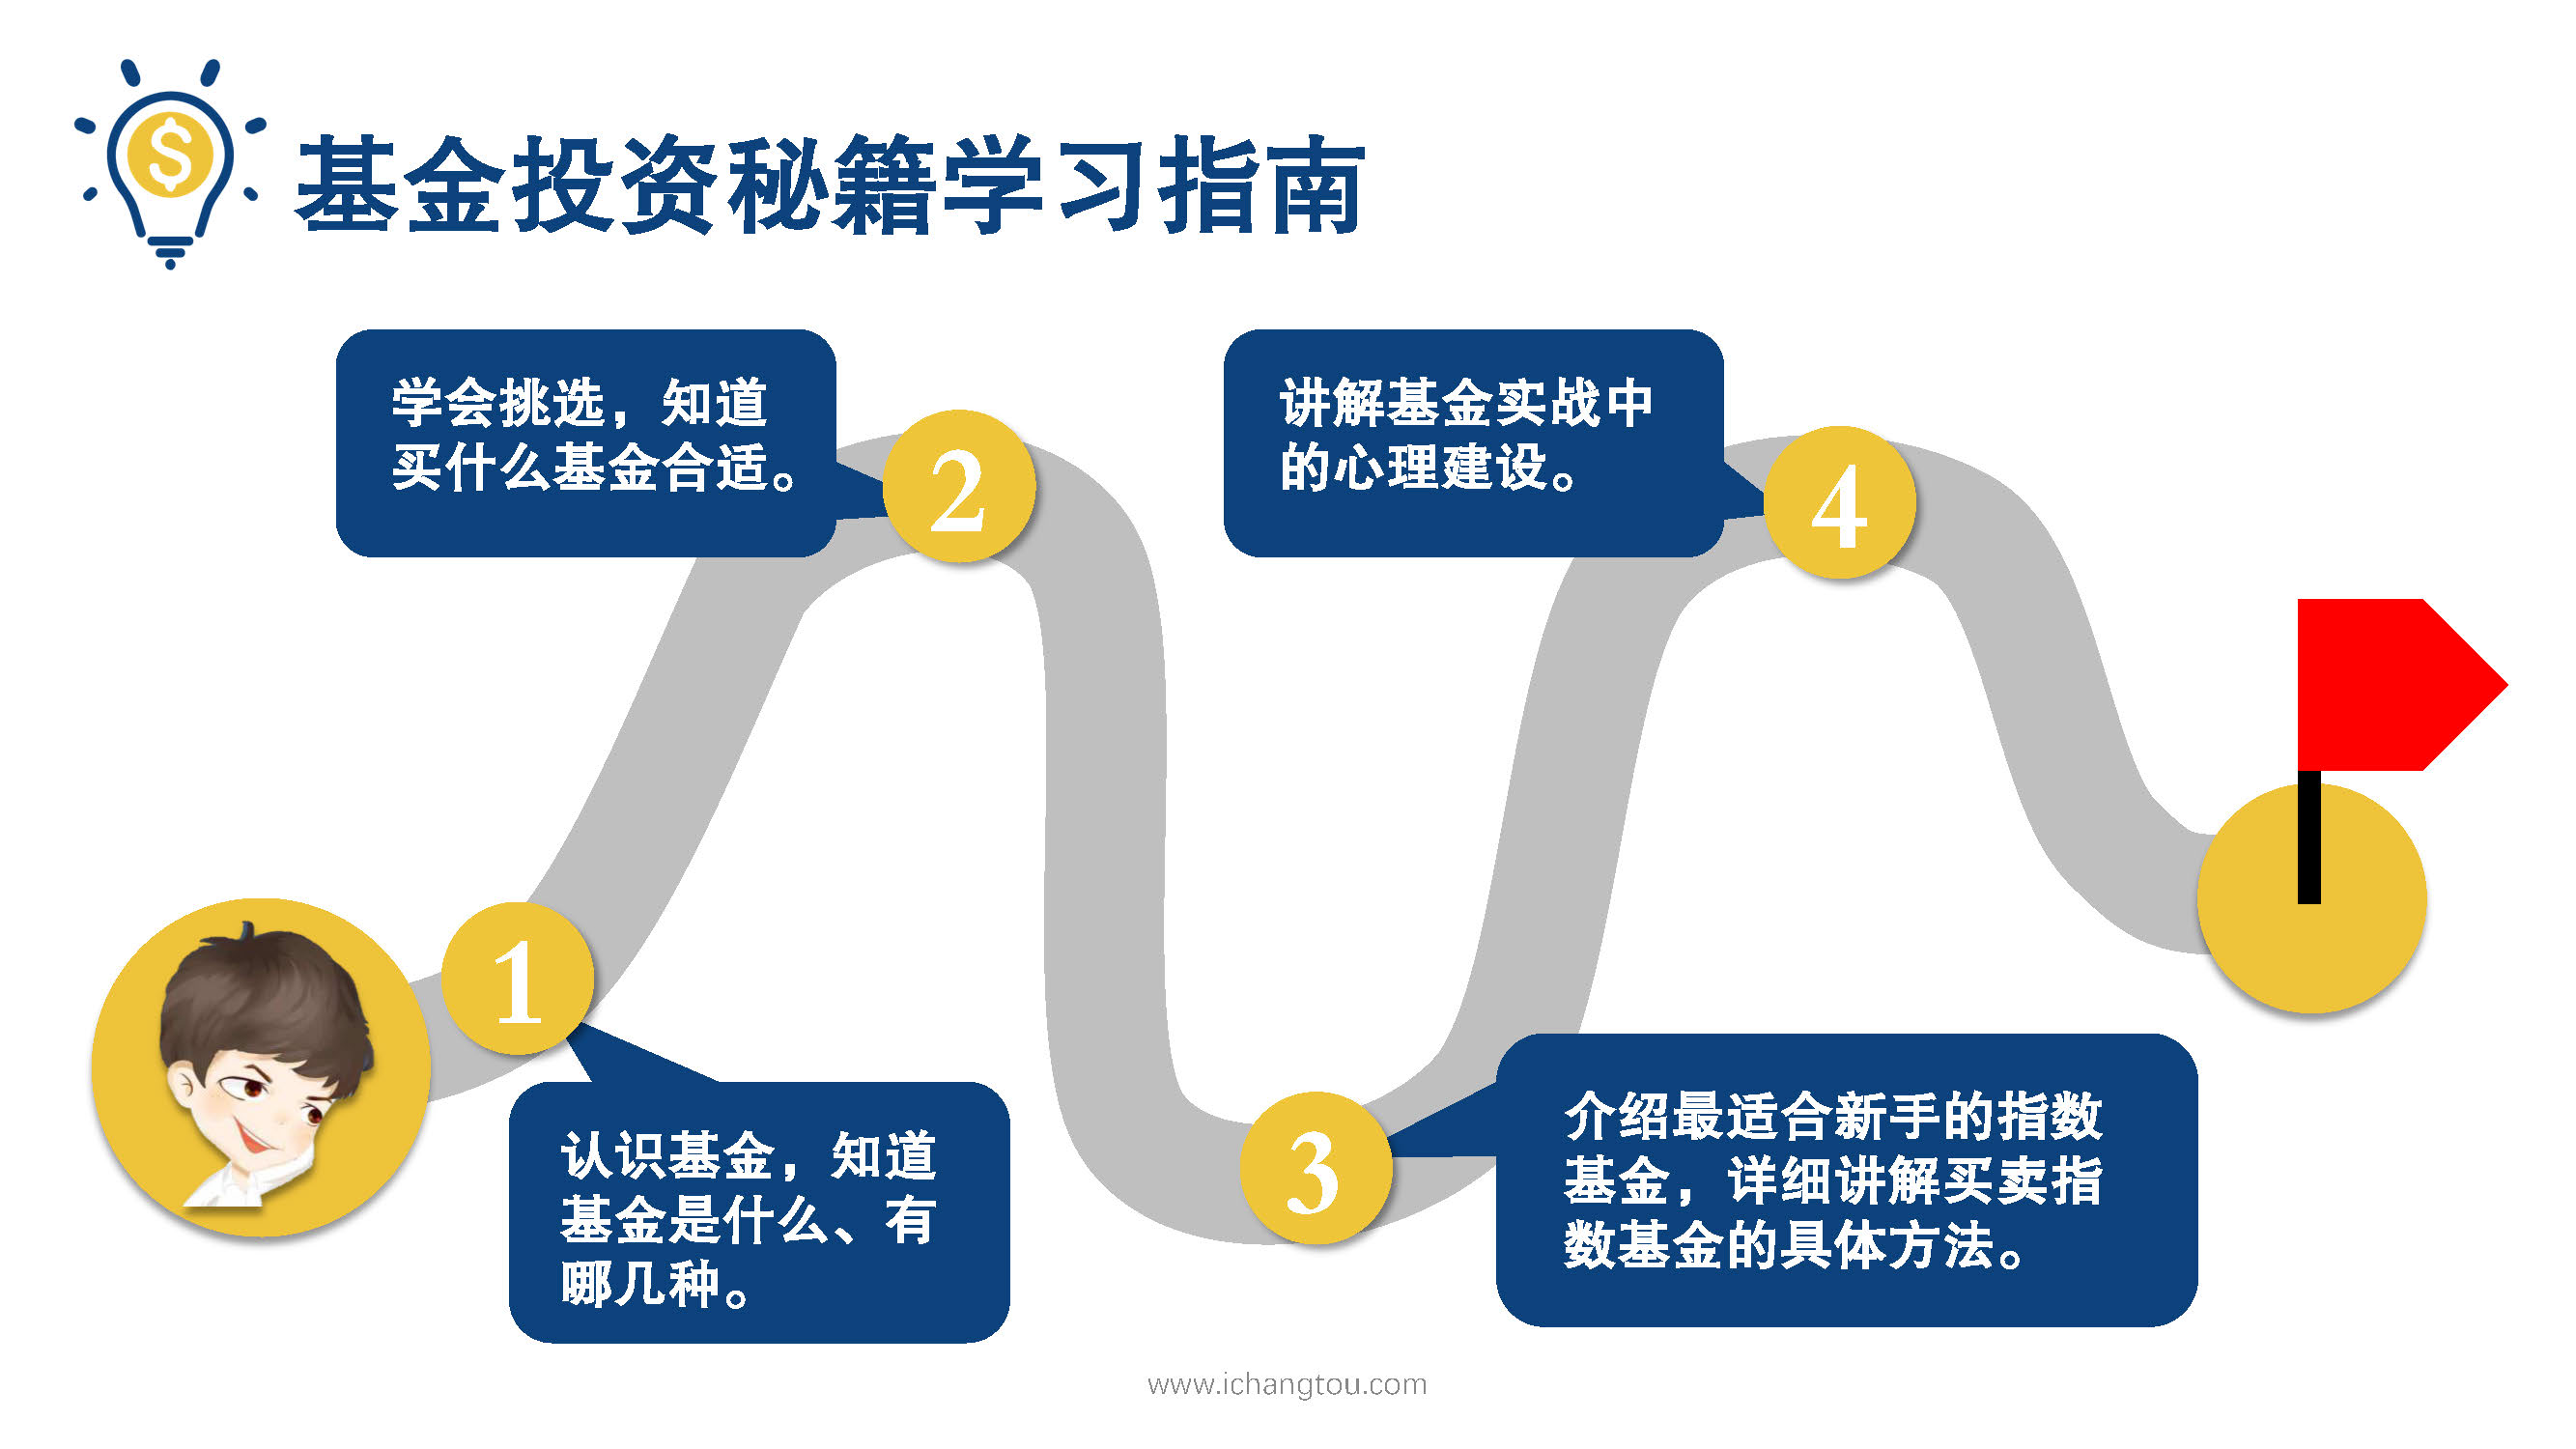 $
基金投资秘籍学习指南
学会挑选，知道
买什么基金合适。
2
讲解基金实战中
的心理建设。
4
1
认识基金，知道
基金是什么、有
哪几种。
3
介绍最适合新手的指数
基金，详细讲解买卖指
数基金的具体方法。
www.ichangtou.com